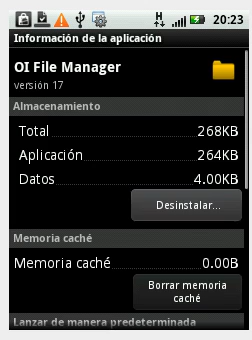 H 20:23
Información de la aplicación
OI File Manager
versión 17
Almacenamiento
Total 268KB
Aplicación 264KB
Datos 4.00KB
Desinstalar...
Memoria caché
Memoria caché 0.00B
Borrar memoria
caché
Lanzar de manera predeterminada